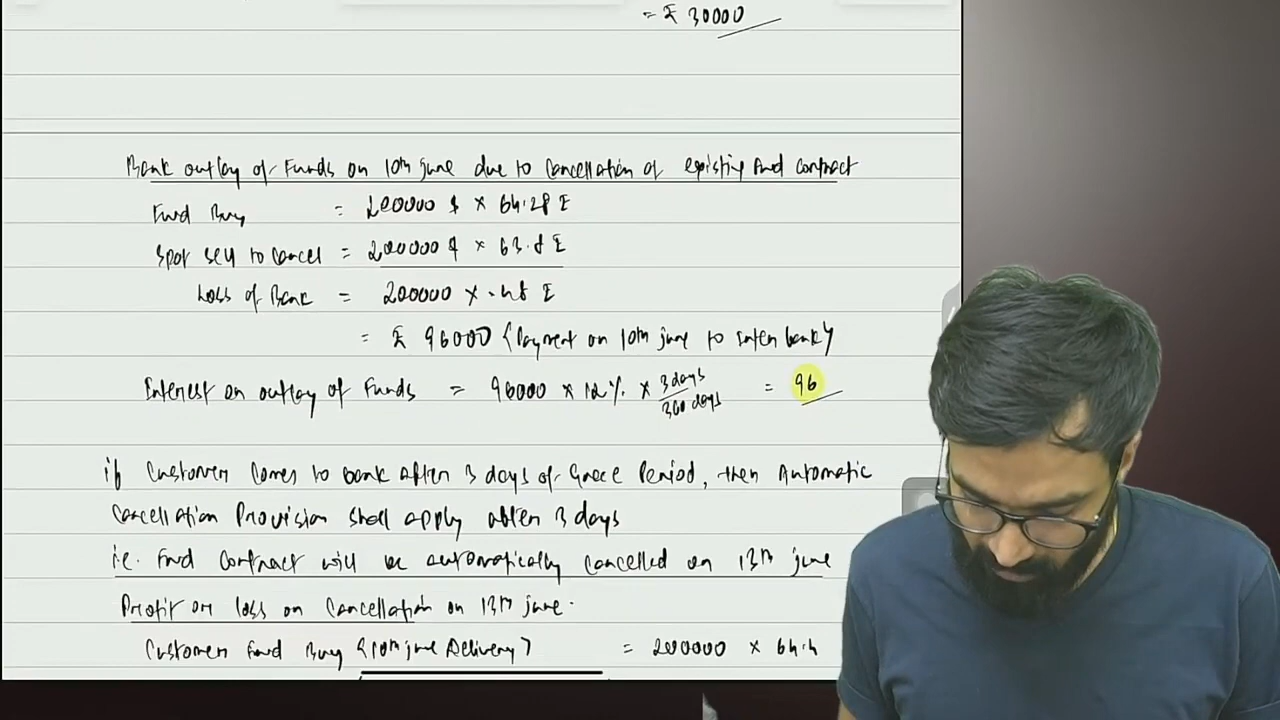 = ₹ 30000
Bank outlay of Funds on 10th June due to Cancellation of existing Fwd Contract
Fwd Buy = 200000 $ × 64.28 ₹
Spot Sell to Cancel = 200000 $ × 63.8 ₹
Loss of Bank = 200000 × .48 ₹
= ₹ 96000 {Payment on 10th June to Inter bank}
Interest on outlay of Funds = 96000 × 12% × 3 days / 360 days = 96
if Customer Comes to bank after 3 days of Grace Period, then Automatic
Cancellation Provision shall apply after 3 days
i.e. Fwd Contract will be automatically cancelled on 13th June
Profit or loss on Cancellation on 13th June.
Customer Fwd Buy {10th June Delivery} = 200000 × 64.4